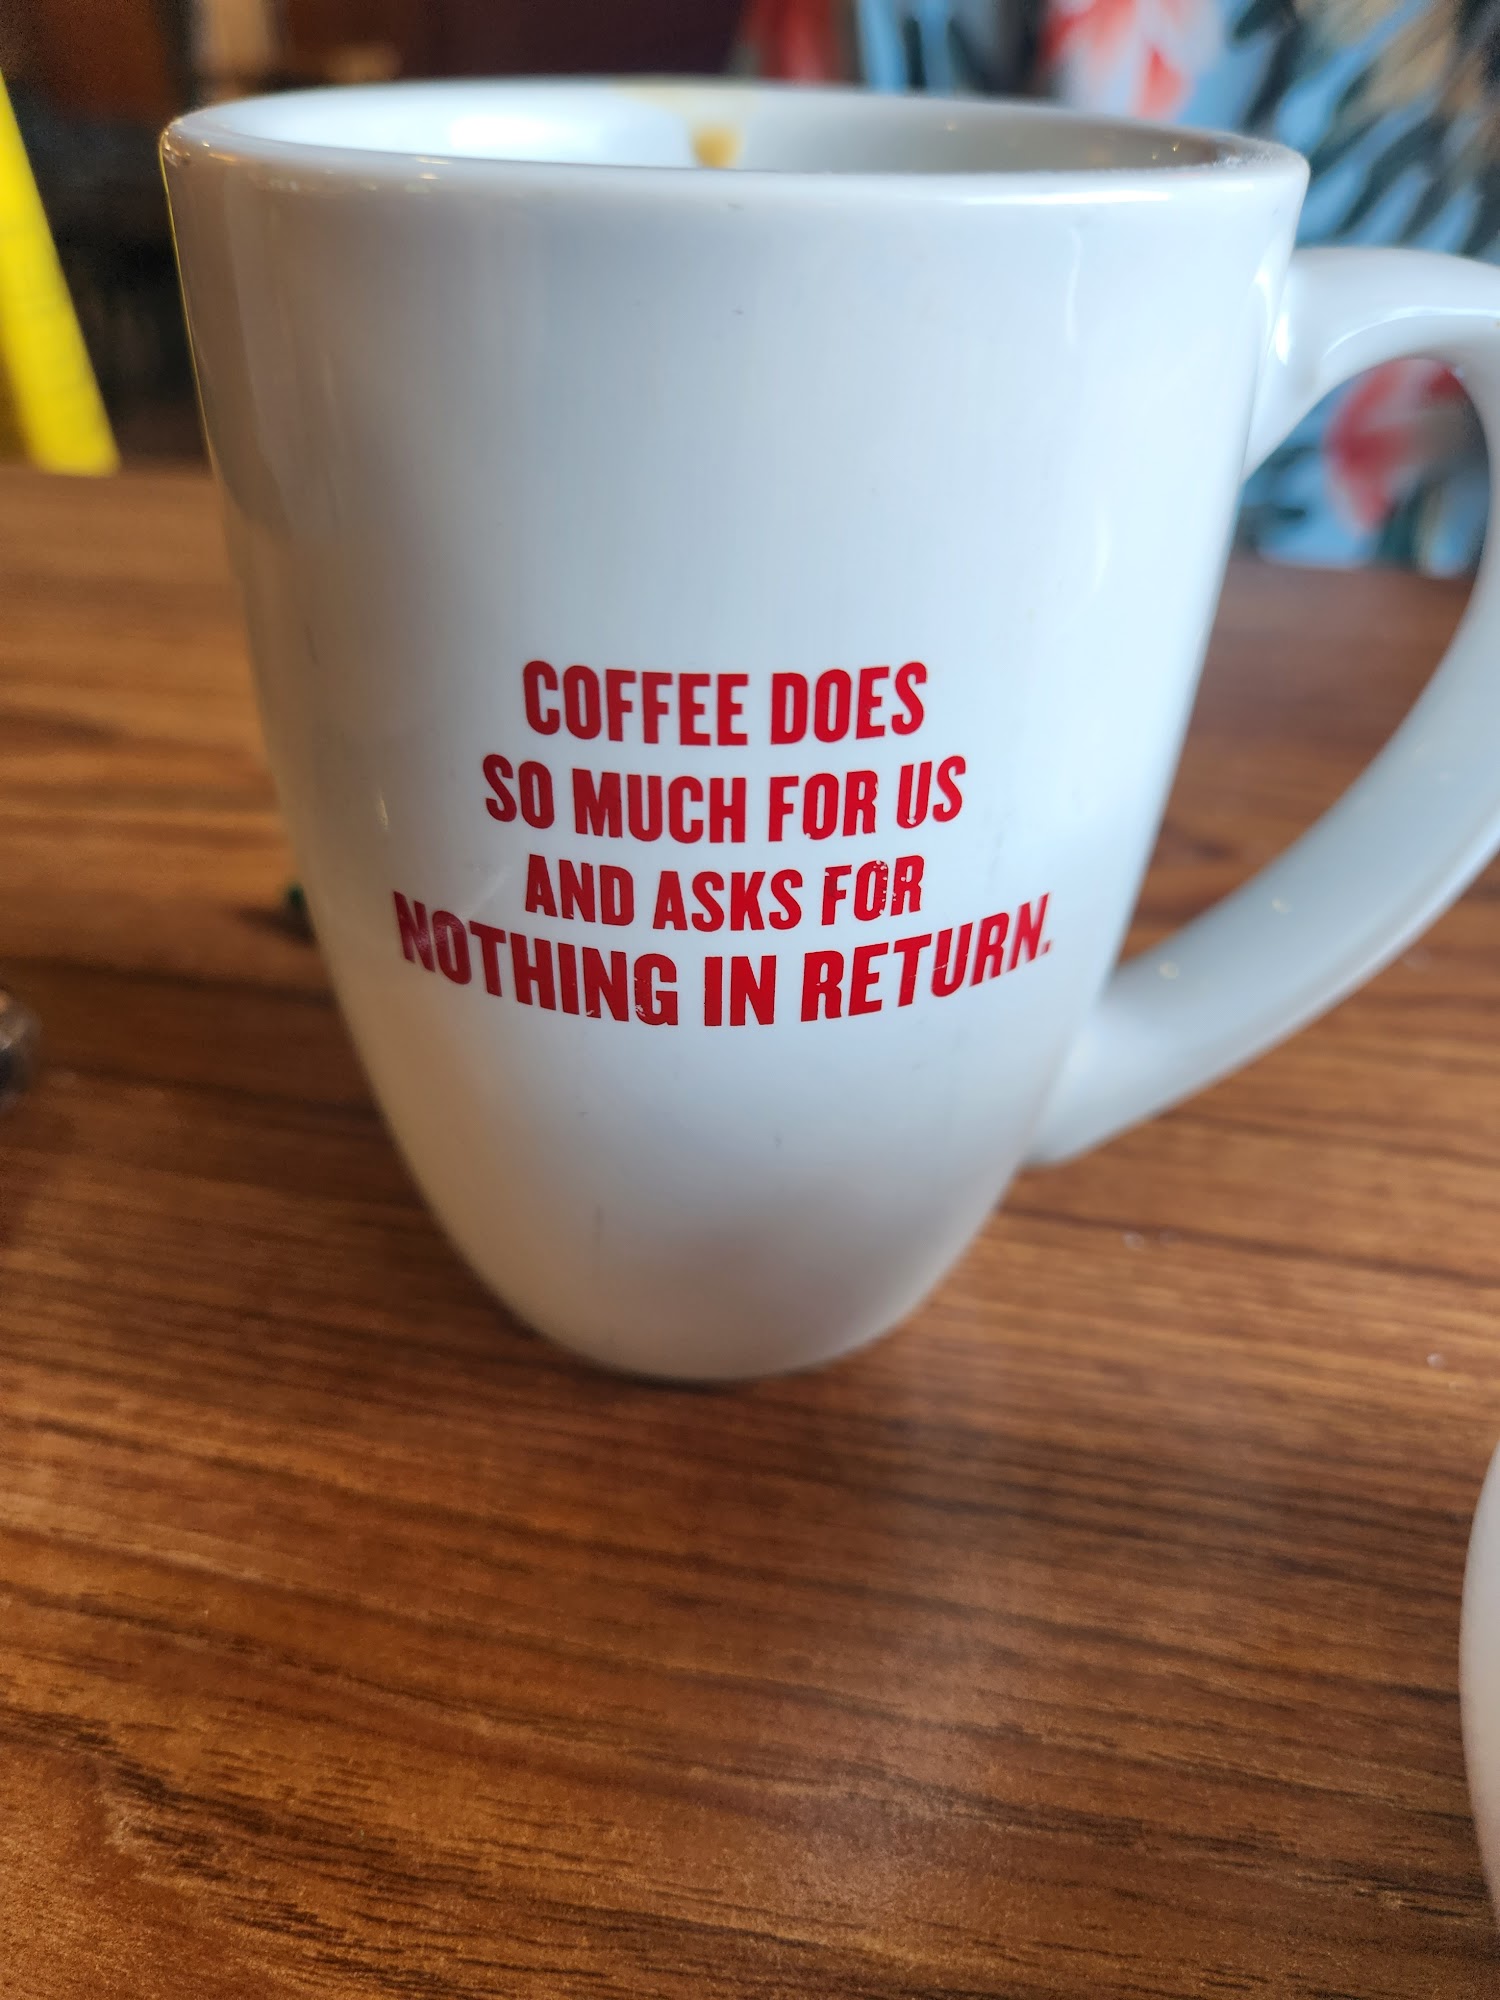 COFFEE DOES
SO MUCH FOR US
AND ASKS FOR
NOTHING IN RETURN.